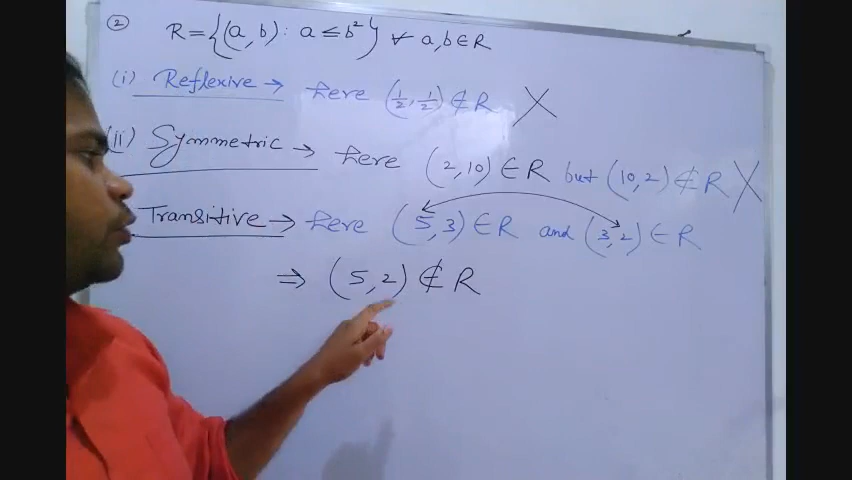 ② R = {(a, b) : a ≤ b²} ∀ a, b ∈ R
(i) Reflexive → here (1/2, 1/2) ∉ R X
(ii) Symmetric → here (2, 10) ∈ R but (10, 2) ∉ R X
Transitive → here (5, 3) ∈ R and (3, 2) ∈ R
⇒ (5, 2) ∉ R